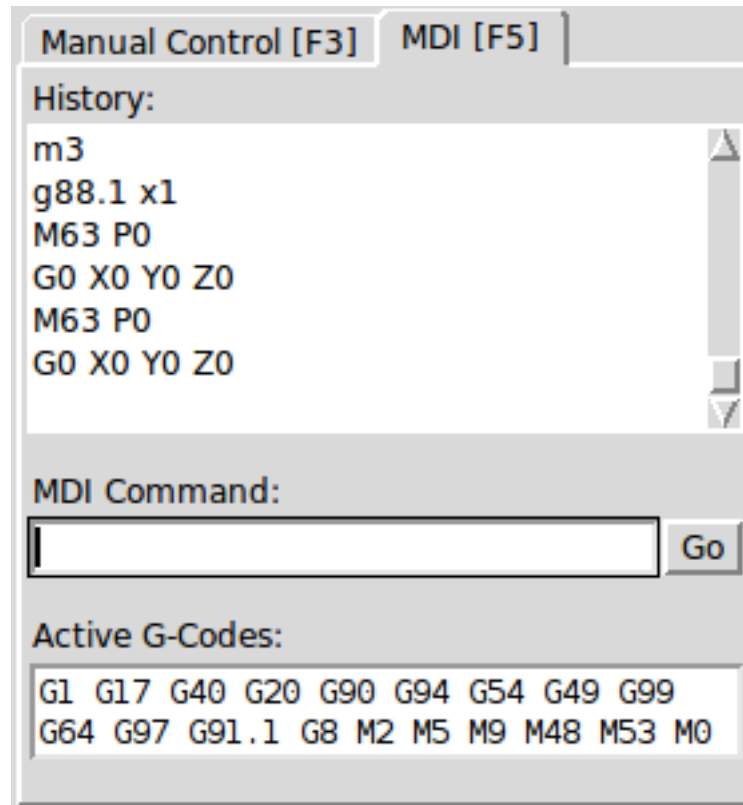 Manual Control [F3] MDI [F5]
History:
m3
g88.1 x1
M63 P0
G0 X0 Y0 Z0
M63 P0
G0 X0 Y0 Z0
MDI Command:
Go
Active G-Codes:
G1 G17 G40 G20 G90 G94 G54 G49 G99
G64 G97 G91.1 G8 M2 M5 M9 M48 M53 M0